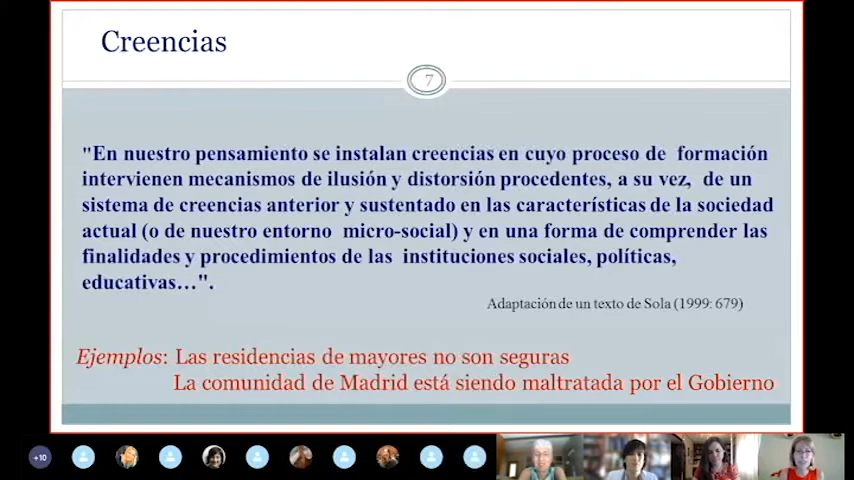 Creencias
7
"En nuestro pensamiento se instalan creencias en cuyo proceso de formación
intervienen mecanismos de ilusión y distorsión procedentes, a su vez, de un
sistema de creencias anterior y sustentado en las características de la sociedad
actual (o de nuestro entorno micro-social) y en una forma de comprender las
finalidades y procedimientos de las instituciones sociales, políticas,
educativas…".
Adaptación de un texto de Sola (1999: 679)
Ejemplos: Las residencias de mayores no son seguras
La comunidad de Madrid está siendo maltratada por el Gobierno
+10